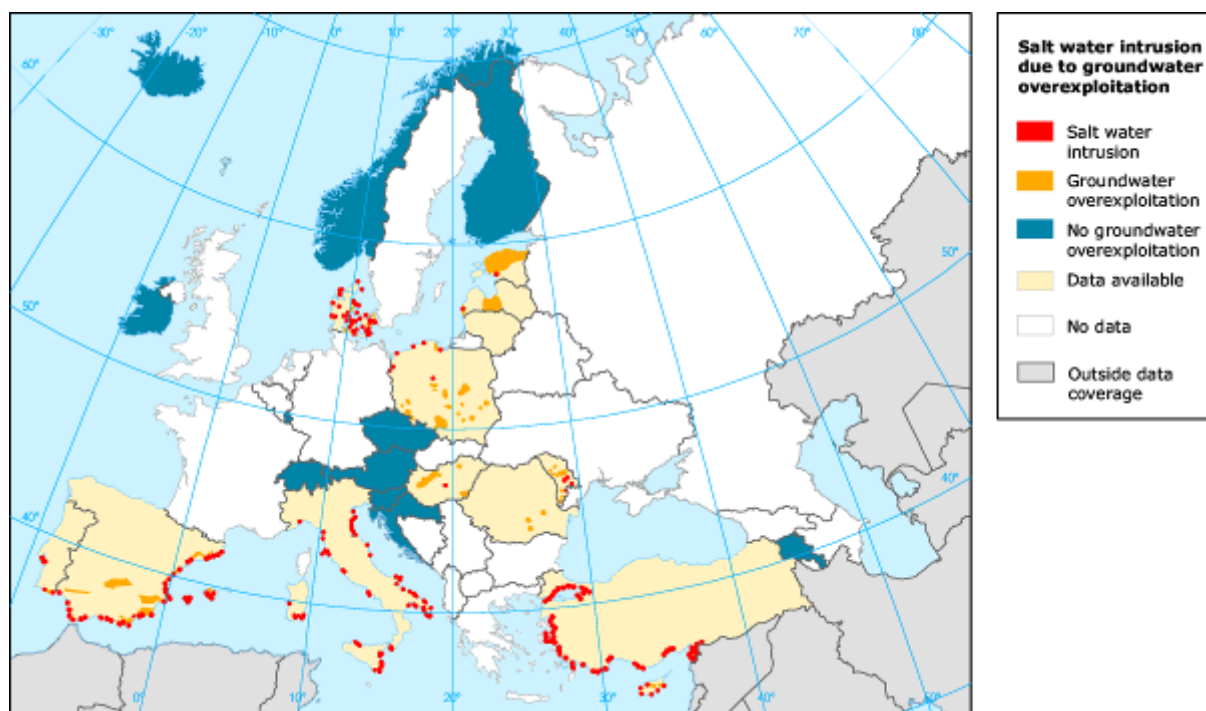 -30°
-20°
-10°
0°
10°
20°
30°
40°
50°
60°
70°
80°
60°
50°
40°
50°
40°
0°
10°
20°
30°
40°
50°
Salt water intrusion
due to groundwater
overexploitation
Salt water
intrusion
Groundwater
overexploitation
No groundwater
overexploitation
Data available
No data
Outside data
coverage